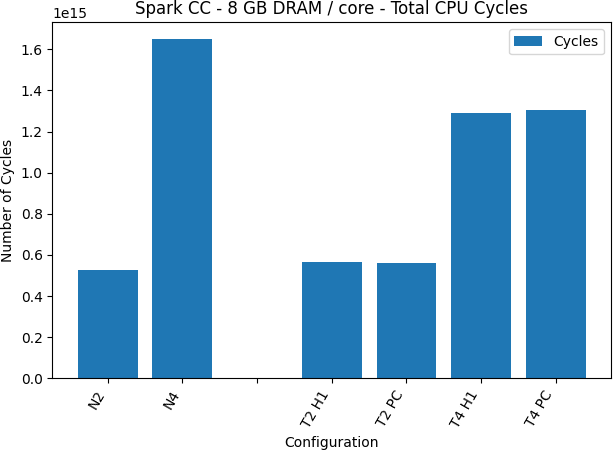 Spark CC - 8 GB DRAM / core - Total CPU Cycles
1e15
Cycles
1.6
1.4
1.2
1.0
0.8
0.6
0.4
0.2
0.0
Number of Cycles
N2
N4
T2 H1
T2 PC
T4 H1
T4 PC
Configuration